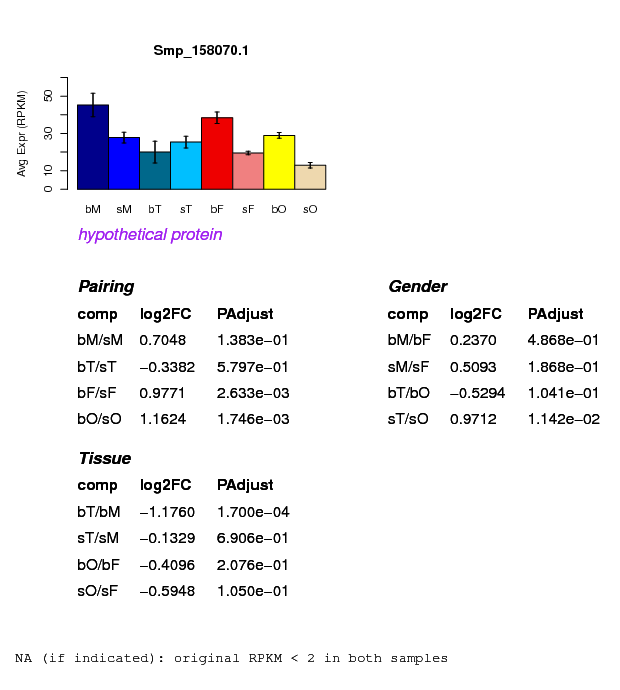 Smp_158070.1
Avg Expr (RPKM)
0 10 30 50
bM sM bT sT bF sF bO sO
hypothetical protein
Pairing
comp log2FC PAdjust
bM/sM 0.7048 1.383e−01
bT/sT −0.3382 5.797e−01
bF/sF 0.9771 2.633e−03
bO/sO 1.1624 1.746e−03
Gender
comp log2FC PAdjust
bM/bF 0.2370 4.868e−01
sM/sF 0.5093 1.868e−01
bT/bO −0.5294 1.041e−01
sT/sO 0.9712 1.142e−02
Tissue
comp log2FC PAdjust
bT/bM −1.1760 1.700e−04
sT/sM −0.1329 6.906e−01
bO/bF −0.4096 2.076e−01
sO/sF −0.5948 1.050e−01
NA (if indicated): original RPKM < 2 in both samples